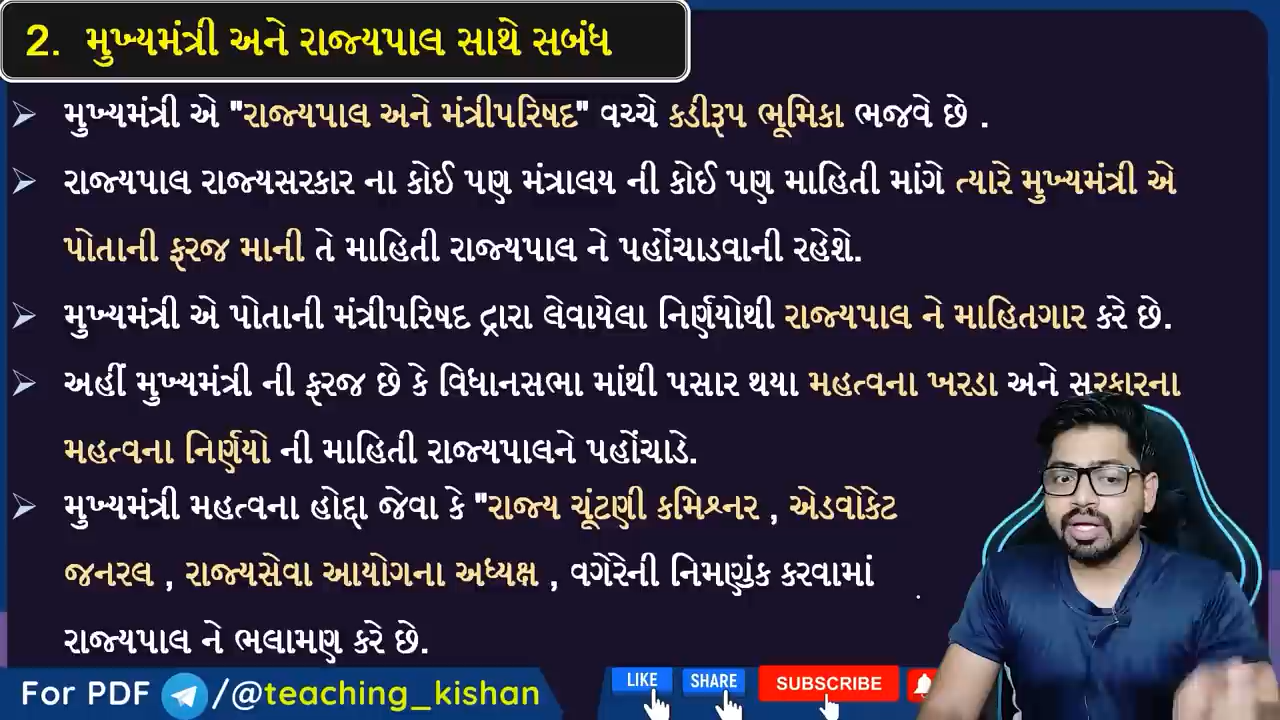 2. મુખ્યમંત્રી અને રાજ્યપાલ સાથે સબંધ
➢ મુખ્યમંત્રી એ "રાજ્યપાલ અને મંત્રીપરિષદ" વચ્ચે કડીરૂપ ભૂમિકા ભજવે છે .
➢ રાજ્યપાલ રાજ્યસરકાર ના કોઈ પણ મંત્રાલય ની કોઈ પણ માહિતી માંગે ત્યારે મુખ્યમંત્રી એ
પોતાની ફરજ માની તે માહિતી રાજ્યપાલ ને પહોંચાડવાની રહેશે.
➢ મુખ્યમંત્રી એ પોતાની મંત્રીપરિષદ દ્વારા લેવાયેલા નિર્ણયોથી રાજ્યપાલ ને માહિતગાર કરે છે.
➢ અહીં મુખ્યમંત્રી ની ફરજ છે કે વિધાનસભા માંથી પસાર થયા મહત્વના ખરડા અને સરકારના
મહત્વના નિર્ણયો ની માહિતી રાજ્યપાલને પહોંચાડે.
➢ મુખ્યમંત્રી મહત્વના હોદ્દા જેવા કે "રાજ્ય ચૂંટણી કમિશ્નર , એડવોકેટ
જનરલ , રાજ્યસેવા આયોગના અધ્યક્ષ , વગેરેની નિમણુંક કરવામાં
રાજ્યપાલ ને ભલામણ કરે છે.
For PDF /@teaching_kishan
LIKE SHARE SUBSCRIBE